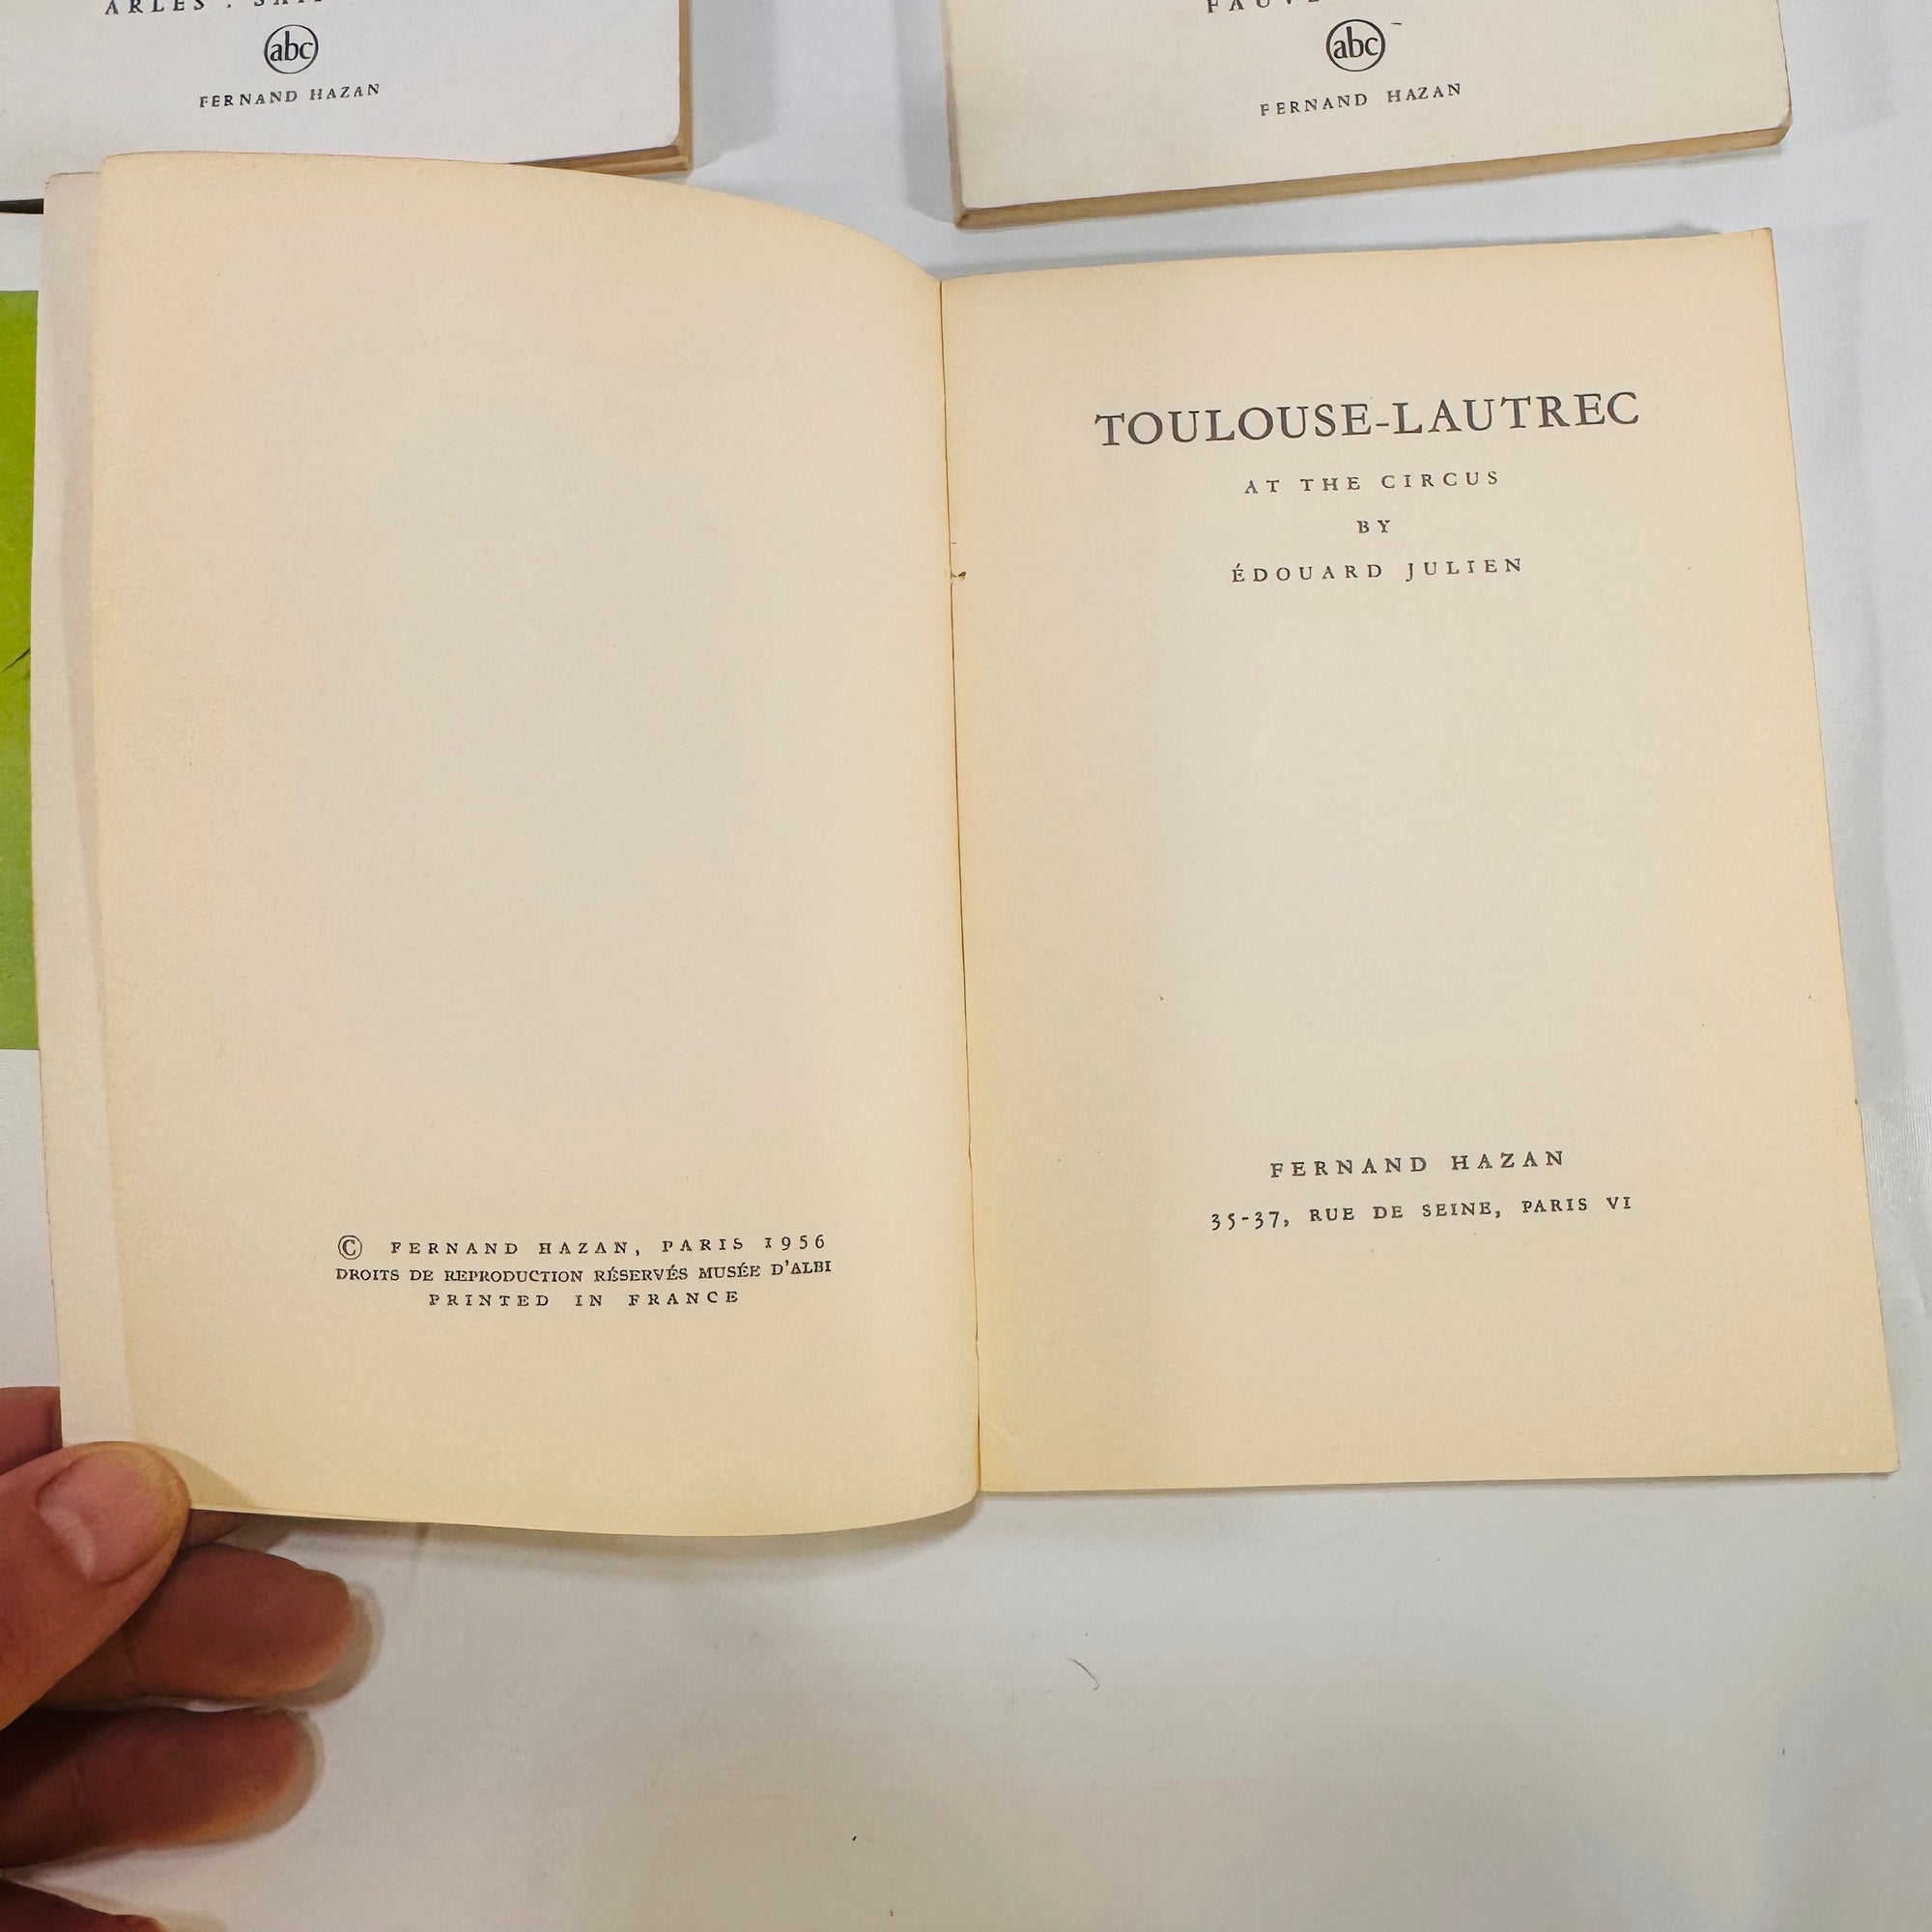 ARLES .
abc
FERNAND HAZAN
abc
FERNAND HAZAN
© FERNAND HAZAN, PARIS 1956
DROITS DE REPRODUCTION RÉSERVÉS MUSÉE D'ALBI
PRINTED IN FRANCE
TOULOUSE-LAUTREC
AT THE CIRCUS
BY
ÉDOUARD JULIEN
FERNAND HAZAN
35-37, RUE DE SEINE, PARIS VI